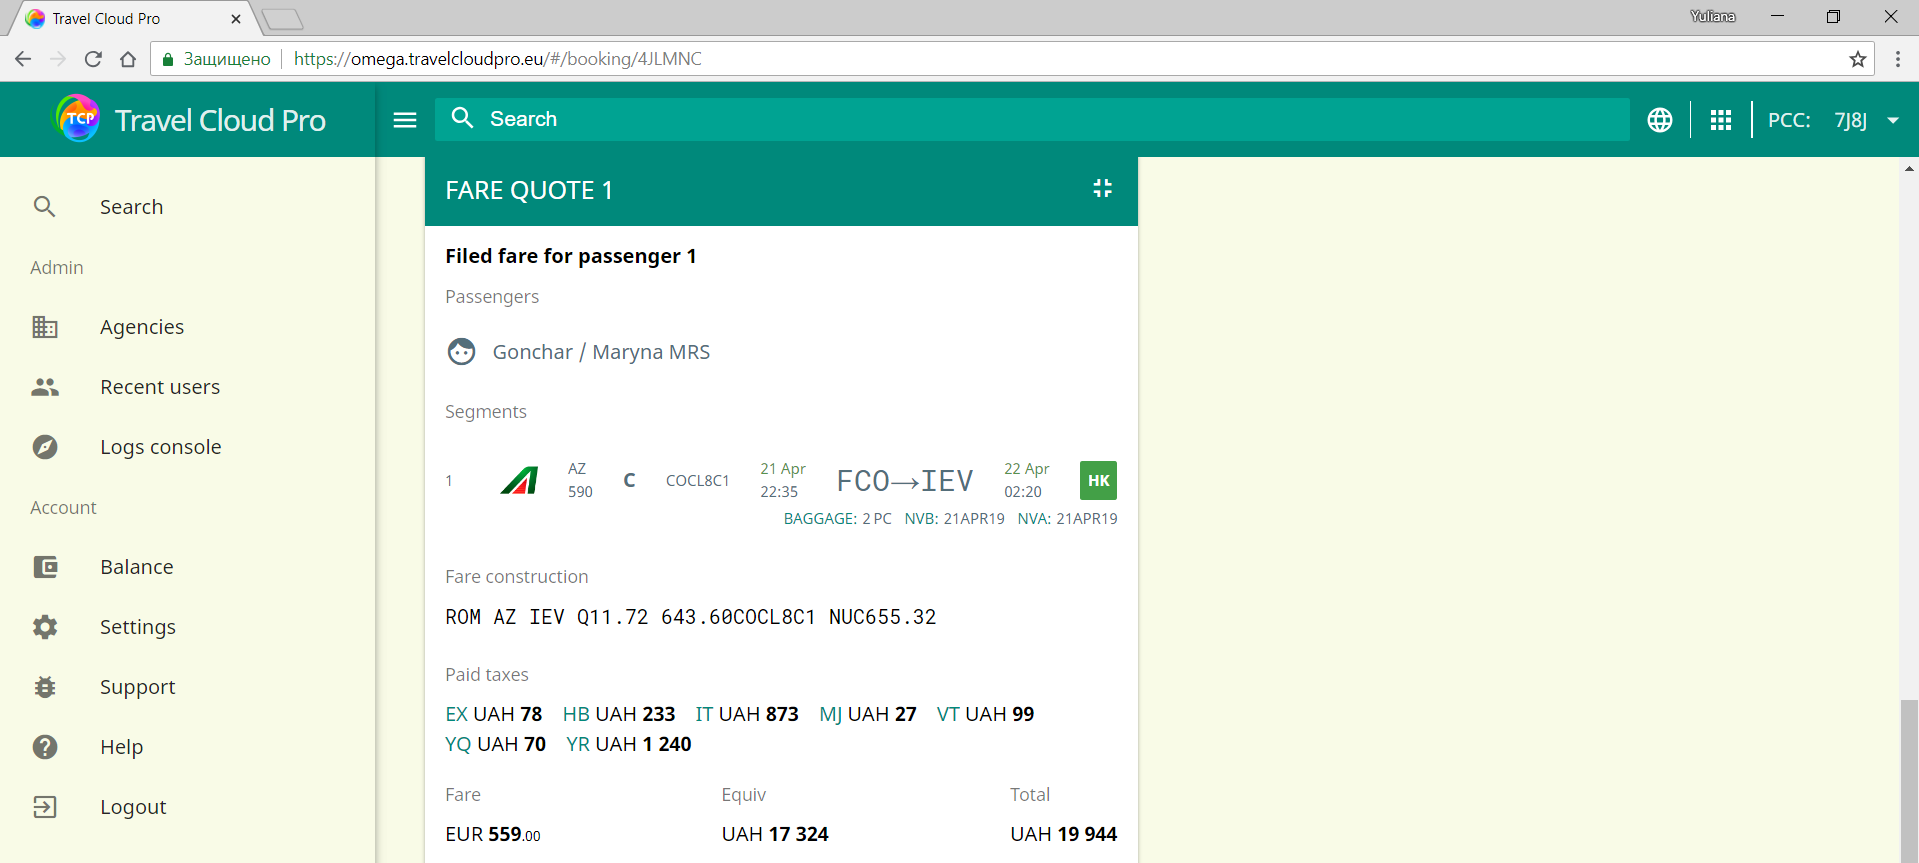 Travel Cloud Pro
Yuliana
Защищено https://omega.travelcloudpro.eu/#/booking/4JLMNC
TCP Travel Cloud Pro
Search
PCC: 7J8J
Search
Admin
Agencies
Recent users
Logs console
Account
Balance
Settings
Support
Help
Logout
FARE QUOTE 1
Filed fare for passenger 1
Passengers
Gonchar / Maryna MRS
Segments
1 AZ 590 C COCL8C1 21 Apr 22:35 FCO→IEV 22 Apr 02:20 HK
BAGGAGE: 2 PC NVB: 21APR19 NVA: 21APR19
Fare construction
ROM AZ IEV Q11.72 643.60COCL8C1 NUC655.32
Paid taxes
EX UAH 78 HB UAH 233 IT UAH 873 MJ UAH 27 VT UAH 99
YQ UAH 70 YR UAH 1 240
Fare Equiv Total
EUR 559.00 UAH 17 324 UAH 19 944